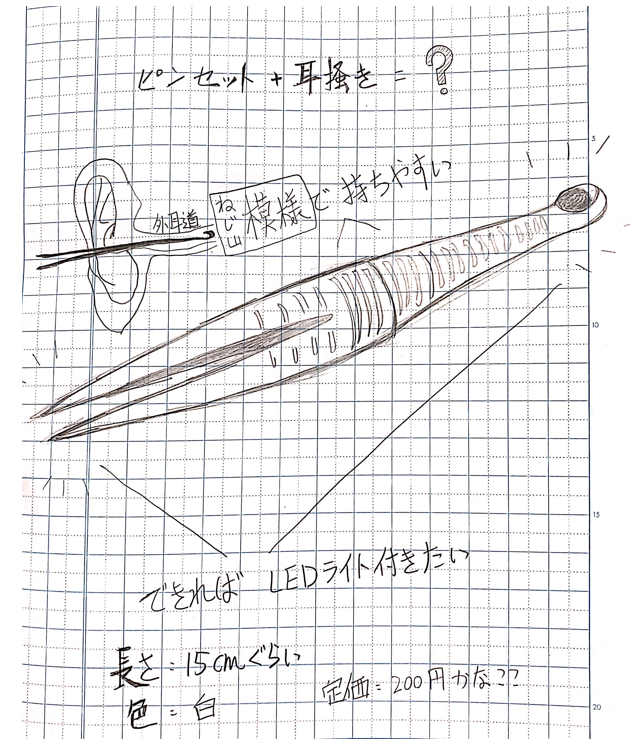 ピンセット + 耳掻き = ?
外耳道
ねじ山模様で持ちやすい
できれば LEDライト付きたい
長さ : 15cmぐらい
色 : 白
定価 : 200円かな??
5
10
15
20